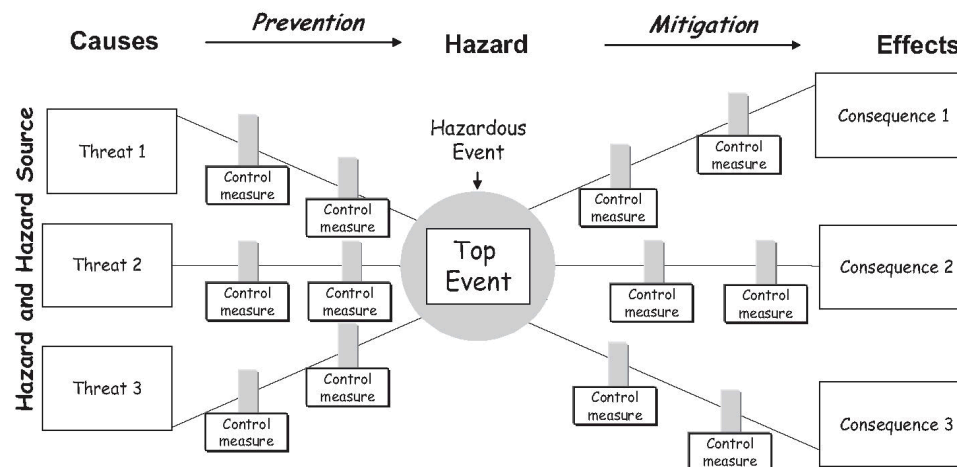 Prevention
Mitigation
Causes
Hazard
Effects
Hazard and Hazard Source
Threat 1
Control
measure
Control
measure
Hazardous
Event
Control
measure
Control
measure
Consequence 1
Threat 2
Control
measure
Control
measure
Top
Event
Control
measure
Control
measure
Consequence 2
Threat 3
Control
measure
Control
measure
Control
measure
Control
measure
Consequence 3